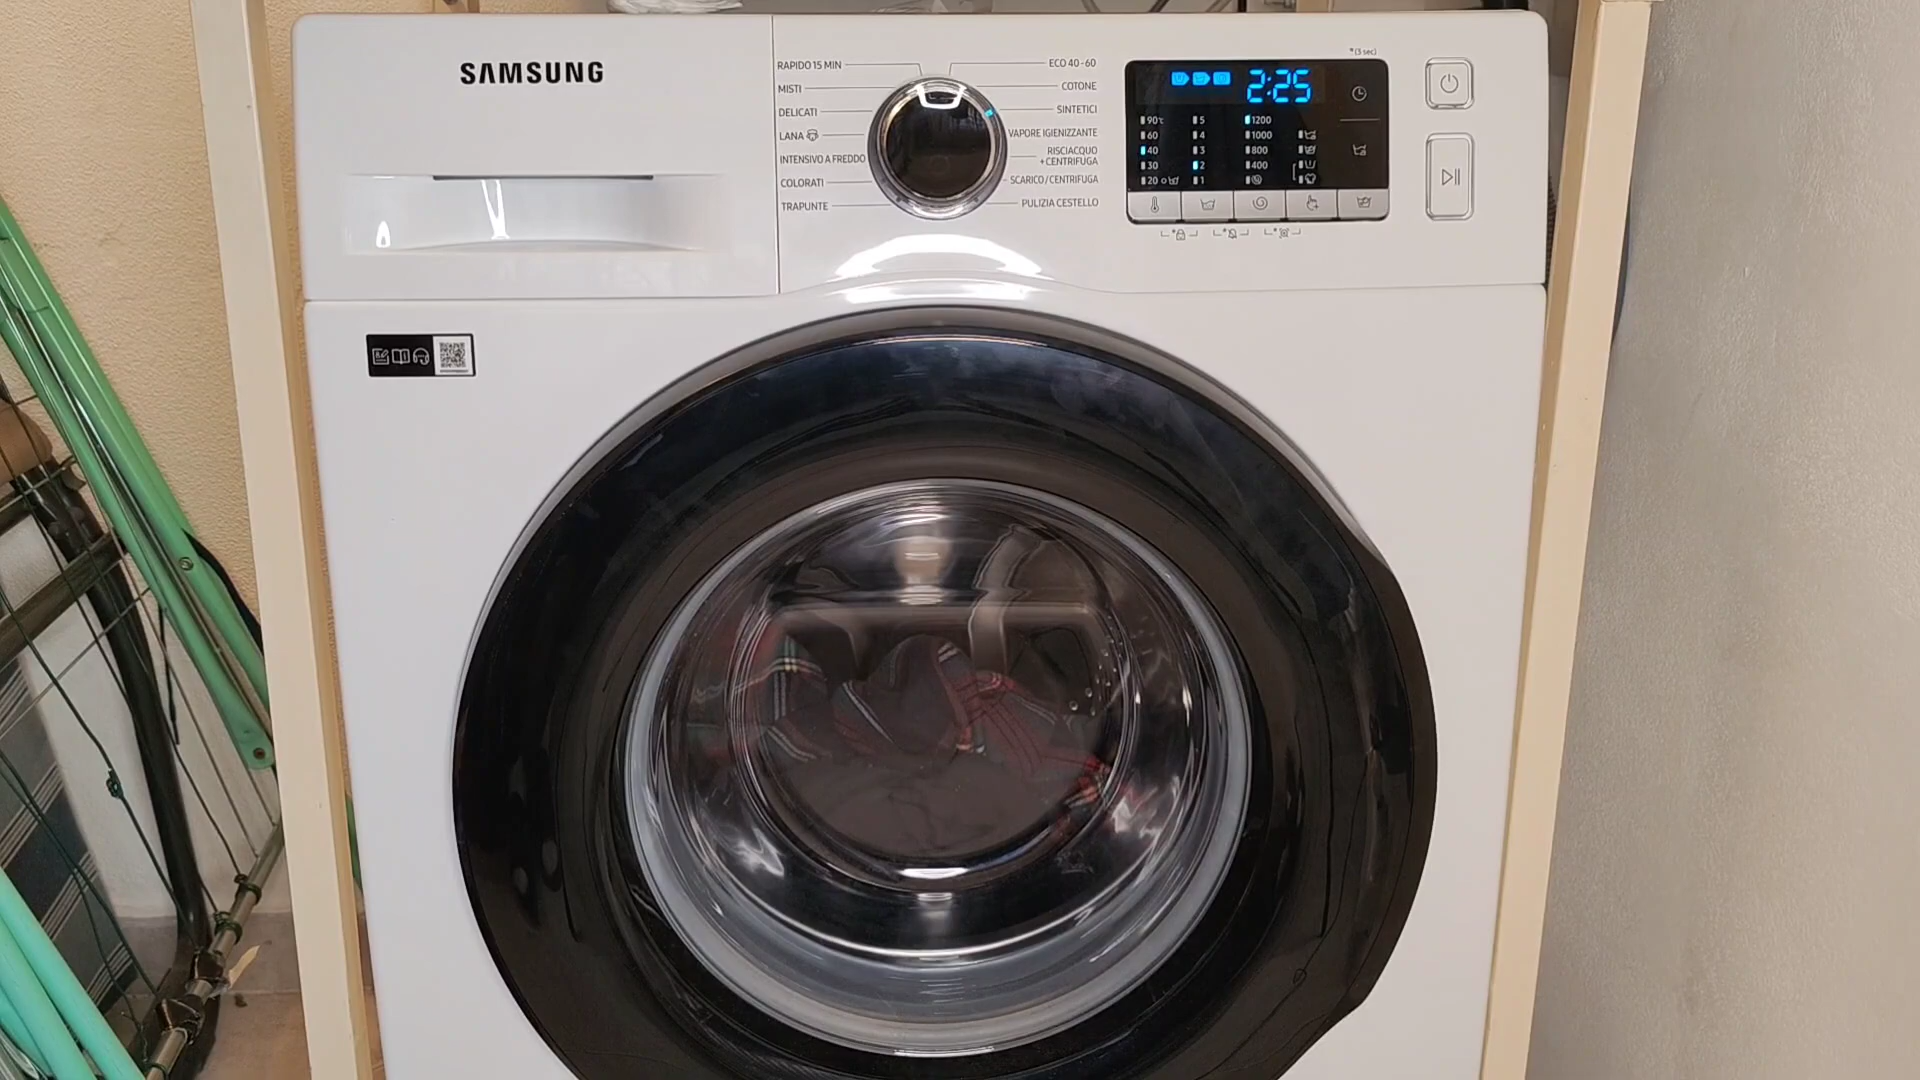 SAMSUNG
RAPIDO 15 MIN
MISTI
DELICATI
LANA
INTENSIVO A FREDDO
COLORATI
TRAPUNTE
ECO 40-60
COTONE
SINTETICI
VAPORE IGIENIZZANTE
RISCIACQUO
+CENTRIFUGA
SCARICO/CENTRIFUGA
PULIZIA CESTELLO
*(3 sec)
2:25
90℃ 5 1200
60 4 1000
40 3 800
30 2 400
20 1